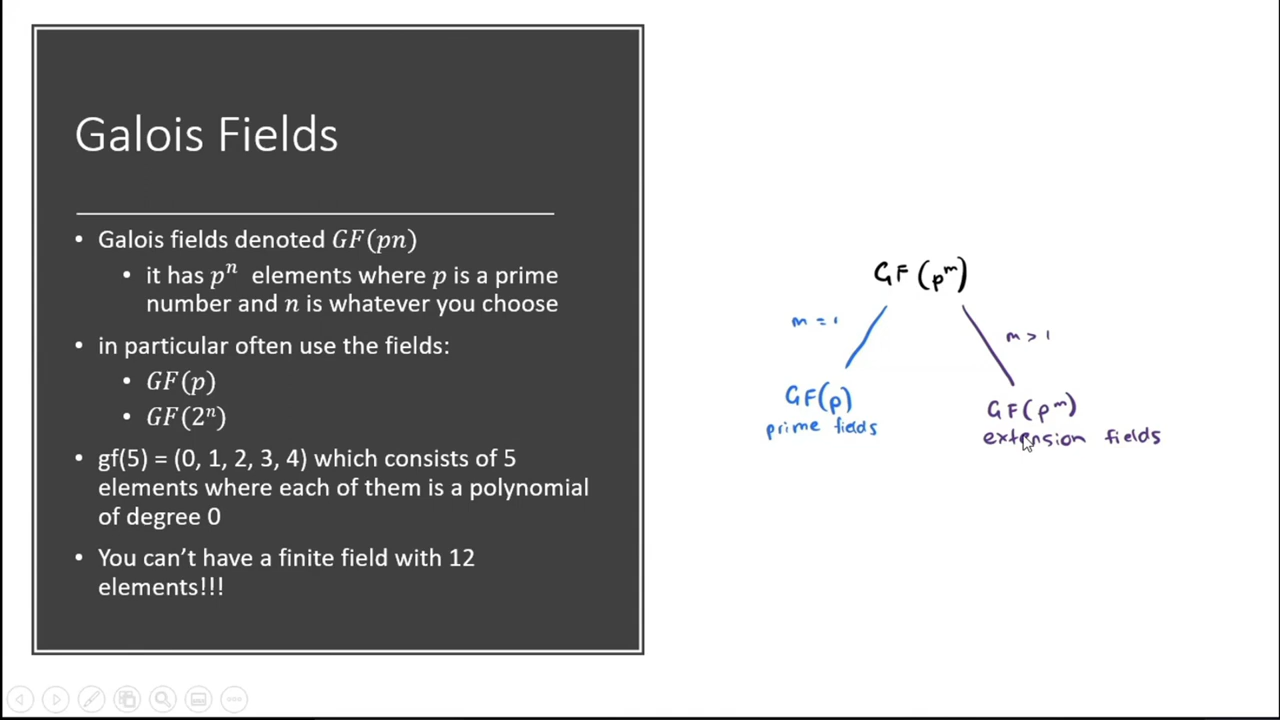 Galois Fields
• Galois fields denoted GF(pn)
• it has pⁿ elements where p is a prime
number and n is whatever you choose
• in particular often use the fields:
• GF(p)
• GF(2ⁿ)
• gf(5) = (0, 1, 2, 3, 4) which consists of 5
elements where each of them is a polynomial
of degree 0
• You can’t have a finite field with 12
elements!!!
GF(pᵐ)
m = 1
m > 1
GF(p)
prime fields
GF(pᵐ)
extension fields